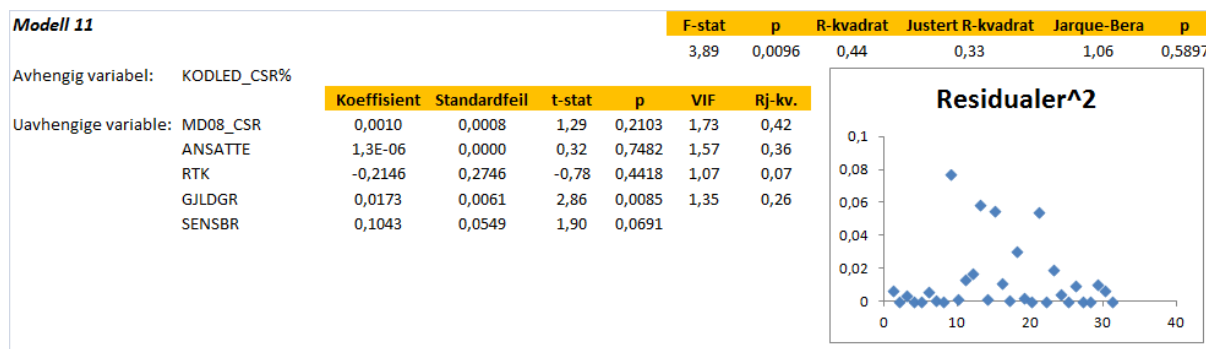 Modell 11 F-stat p R-kvadrat Justert R-kvadrat Jarque-Bera p
3,89 0,0096 0,44 0,33 1,06 0,5897
Avhengig variabel: KODLED_CSR%
Koeffisient Standardfeil t-stat p VIF Rj-kv.
Uavhengige variable: MD08_CSR 0,0010 0,0008 1,29 0,2103 1,73 0,42
ANSATTE 1,3E-06 0,0000 0,32 0,7482 1,57 0,36
RTK -0,2146 0,2746 -0,78 0,4418 1,07 0,07
GJLDGR 0,0173 0,0061 2,86 0,0085 1,35 0,26
SENSBR 0,1043 0,0549 1,90 0,0691
Residualer^2
0,1
0,08
0,06
0,04
0,02
0
0 10 20 30 40